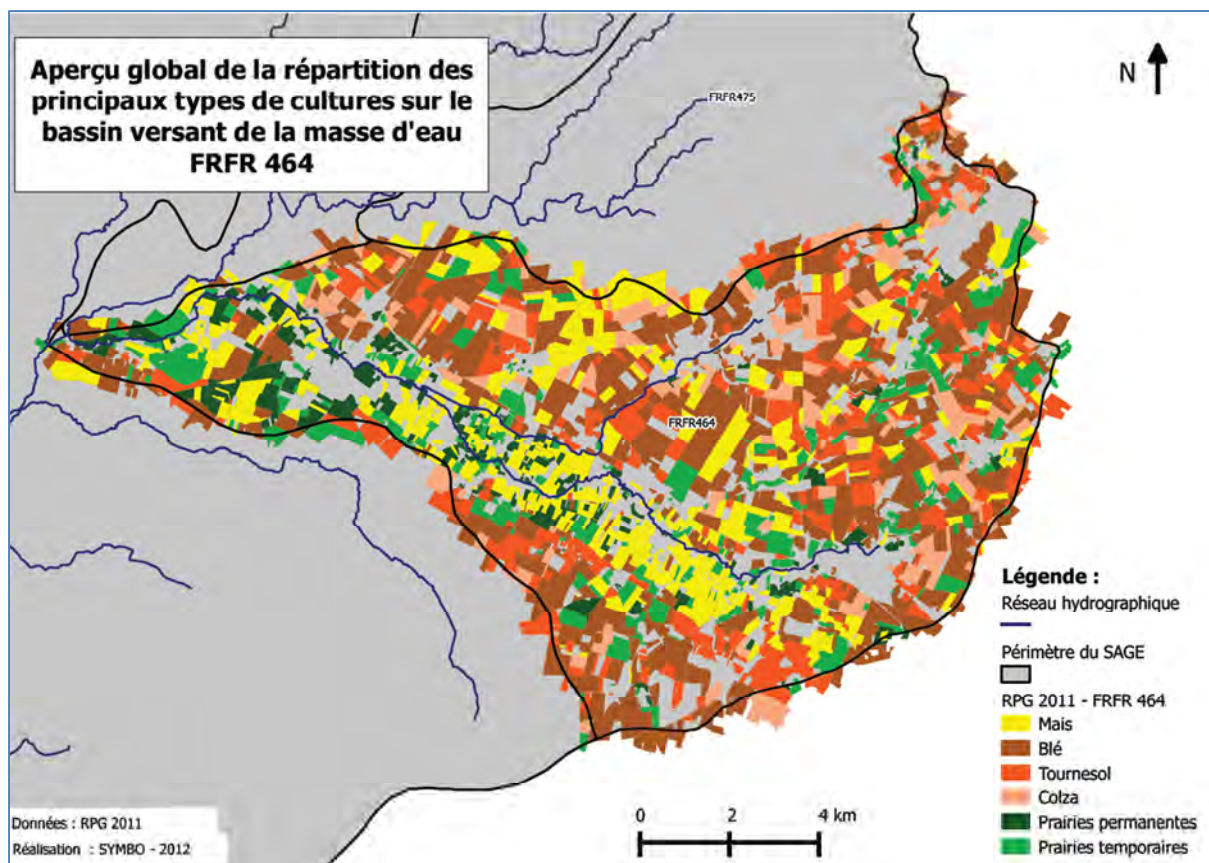 Aperçu global de la répartition des
principaux types de cultures sur le
bassin versant de la masse d'eau
FRFR 464
N
FRFR475
FRFR464
Légende :
Réseau hydrographique
Périmètre du SAGE
RPG 2011 - FRFR 464
Mais
Blé
Tournesol
Colza
Prairies permanentes
Prairies temporaires
0 2 4 km
Données : RPG 2011
Réalisation : SYMBO - 2012